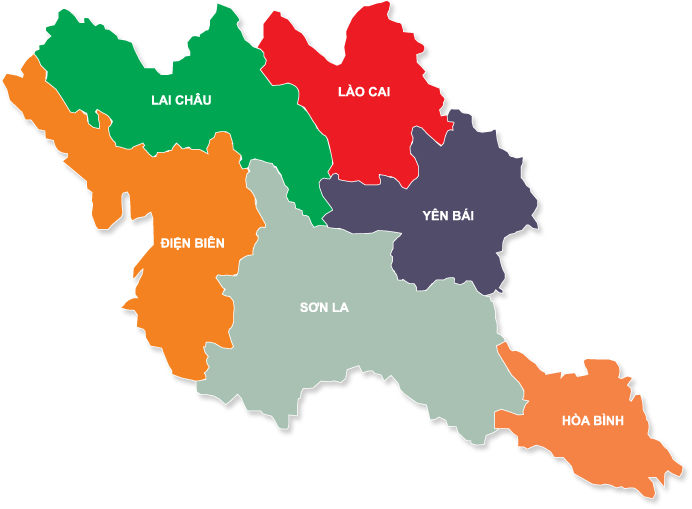 LÀO CAI
LAI CHÂU
YÊN BÁI
ĐIỆN BIÊN
SƠN LA
HÒA BÌNH